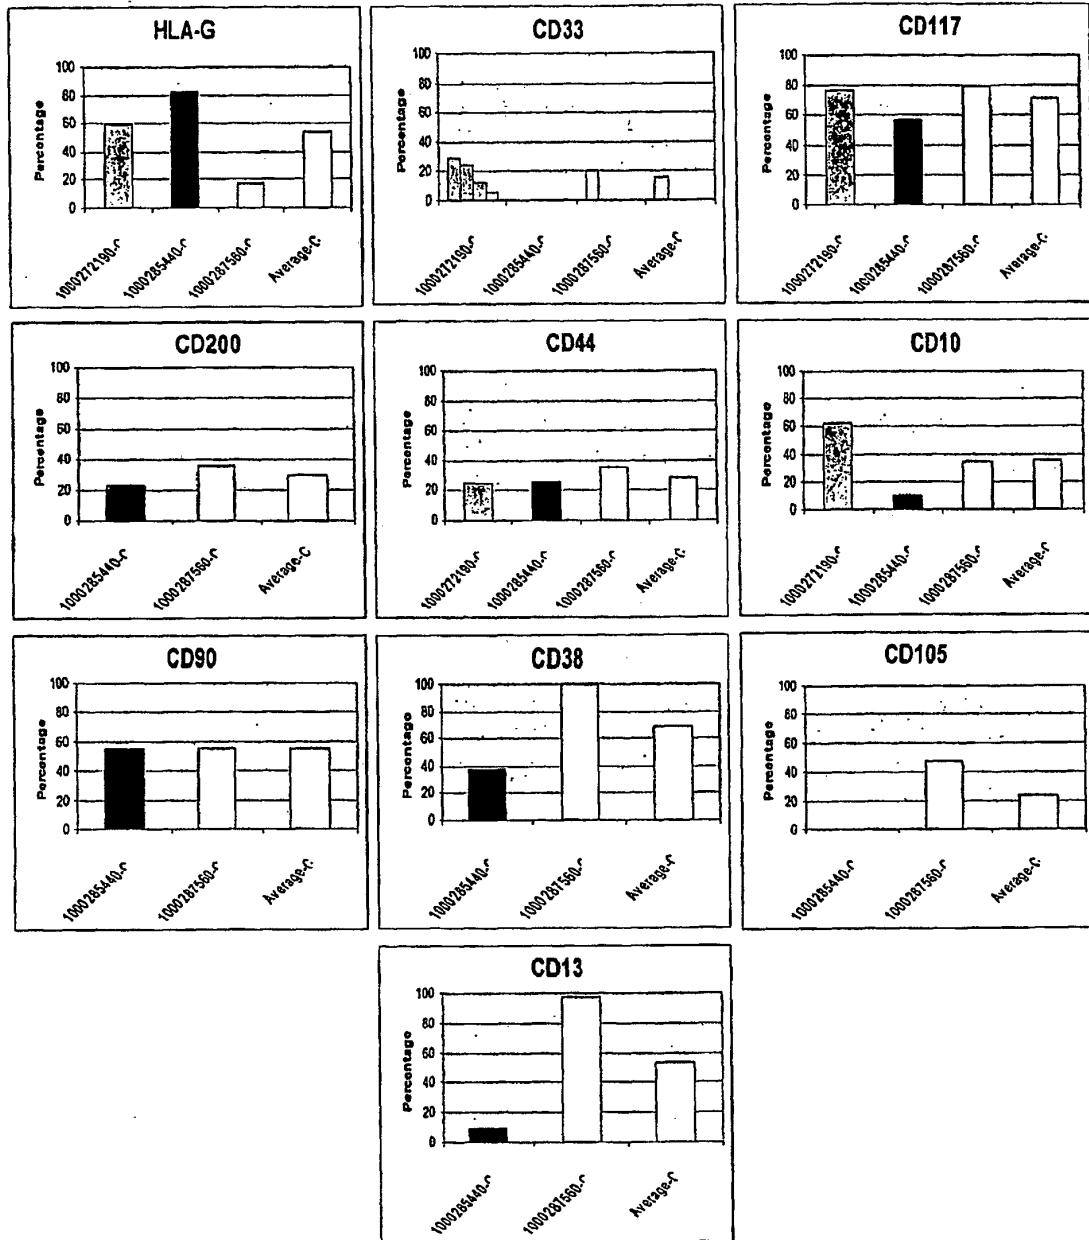 HLA-G
Percentage
100
80
60
40
20
0
1000272190-C
1000285440-C
1000287560-C
Average-C
CD33
Percentage
100
80
60
40
20
0
1000272190-C
1000285440-C
1000287560-C
Average-C
CD117
Percentage
100
80
60
40
20
0
1000272190-C
1000285440-C
1000287560-C
Average-C
CD200
Percentage
100
80
60
40
20
0
1000285440-C
1000287560-C
Average-C
CD44
Percentage
100
80
60
40
20
0
1000272190-C
1000285440-C
1000287560-C
Average-C
CD10
Percentage
100
80
60
40
20
0
1000272190-C
1000285440-C
1000287560-C
Average-C
CD90
Percentage
100
80
60
40
20
0
1000285440-C
1000287560-C
Average-C
CD38
Percentage
100
80
60
40
20
0
1000285440-C
1000287560-C
Average-C
CD105
Percentage
100
80
60
40
20
0
1000285440-C
1000287560-C
Average-C
CD13
Percentage
100
80
60
40
20
0
1000285440-C
1000287560-C
Average-C